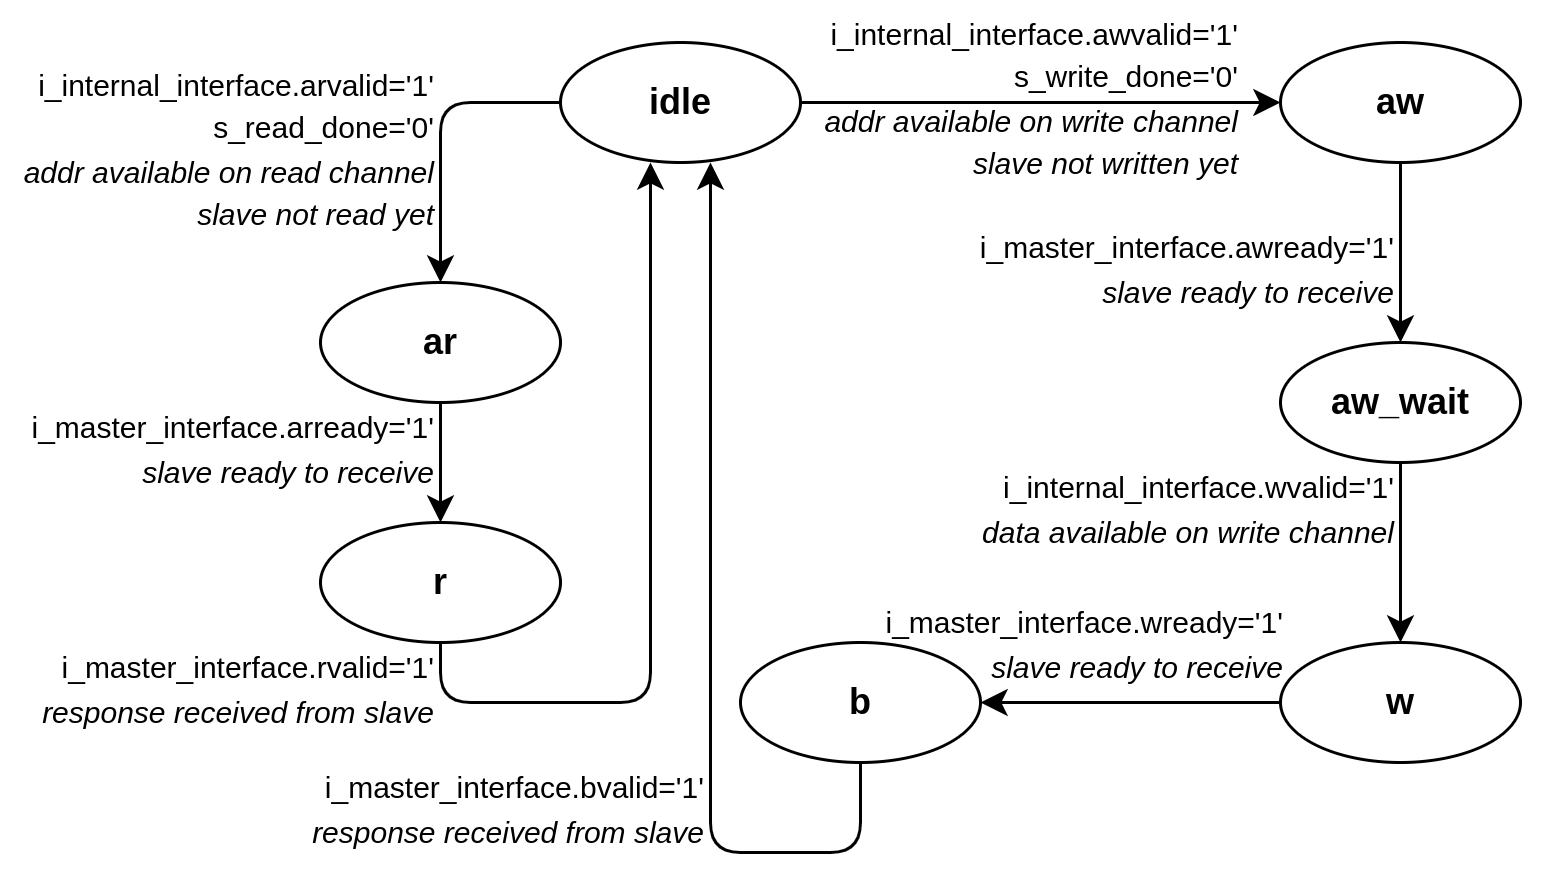 i_internal_interface.awvalid='1'
s_write_done='0'
addr available on write channel
slave not written yet
idle
aw
i_internal_interface.arvalid='1'
s_read_done='0'
addr available on read channel
slave not read yet
i_master_interface.awready='1'
slave ready to receive
ar
aw_wait
i_master_interface.arready='1'
slave ready to receive
i_internal_interface.wvalid='1'
data available on write channel
r
i_master_interface.wready='1'
slave ready to receive
i_master_interface.rvalid='1'
response received from slave
b
w
i_master_interface.bvalid='1'
response received from slave